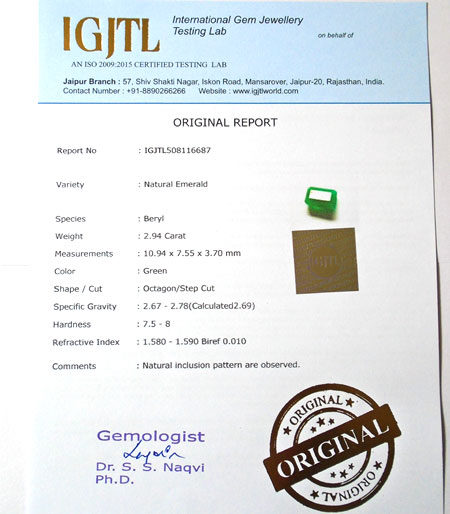 IGJTL
International Gem Jewellery
Testing Lab
on behalf of
AN ISO 2009:2015 CERTIFIED TESTING LAB
Jaipur Branch : 57, Shiv Shakti Nagar, Iskon Road, Mansarover, Jaipur-20, Rajasthan, India.
Contact Number : +91-8890266266 Website : www.igjtlworld.com
ORIGINAL REPORT
Report No : IGJTL508116687
Variety : Natural Emerald
Species : Beryl
Weight : 2.94 Carat
Measurements : 10.94 x 7.55 x 3.70 mm
Color : Green
Shape / Cut : Octagon/Step Cut
Specific Gravity : 2.67 - 2.78(Calculated2.69)
Hardness : 7.5 - 8
Refractive Index : 1.580 - 1.590 Biref 0.010
Comments : Natural inclusion pattern are observed.
IGJTL
Gemologist
Dr. S. S. Naqvi
Ph.D.
ORIGINAL
ORIGINAL
ORIGINAL